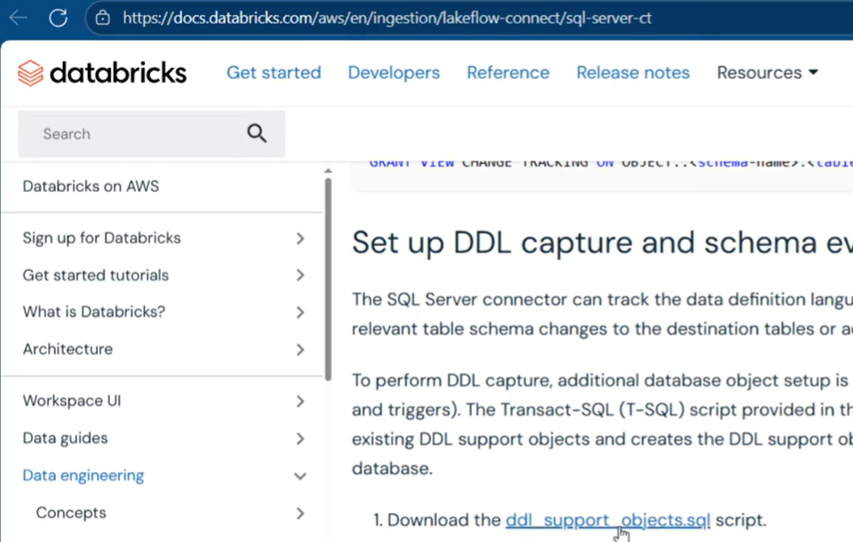 https://docs.databricks.com/aws/en/ingestion/lakeflow-connect/sql-server-ct
databricks
Get started
Developers
Reference
Release notes
Resources
Search
Databricks on AWS
Sign up for Databricks
Get started tutorials
What is Databricks?
Architecture
Workspace UI
Data guides
Data engineering
Concepts
GRANT VIEW CHANGE TRACKING ON OBJECT::<schema-name>.<table
Set up DDL capture and schema ev
The SQL Server connector can track the data definition langu
relevant table schema changes to the destination tables or a
To perform DDL capture, additional database object setup is
and triggers). The Transact-SQL (T-SQL) script provided in th
existing DDL support objects and creates the DDL support ob
database.
1. Download the ddl_support_objects.sql script.